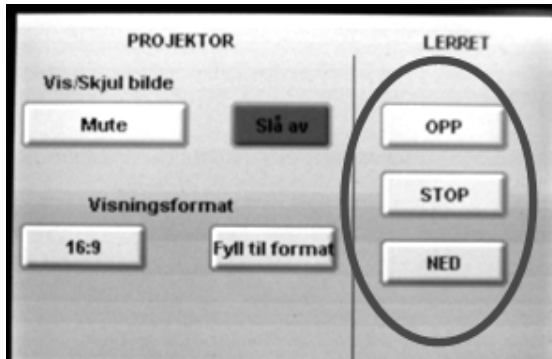 PROJEKTOR
Vis/Skjul bilde
Mute
Slå av
Visningsformat
16:9
Fyll til format
LERRET
OPP
STOP
NED